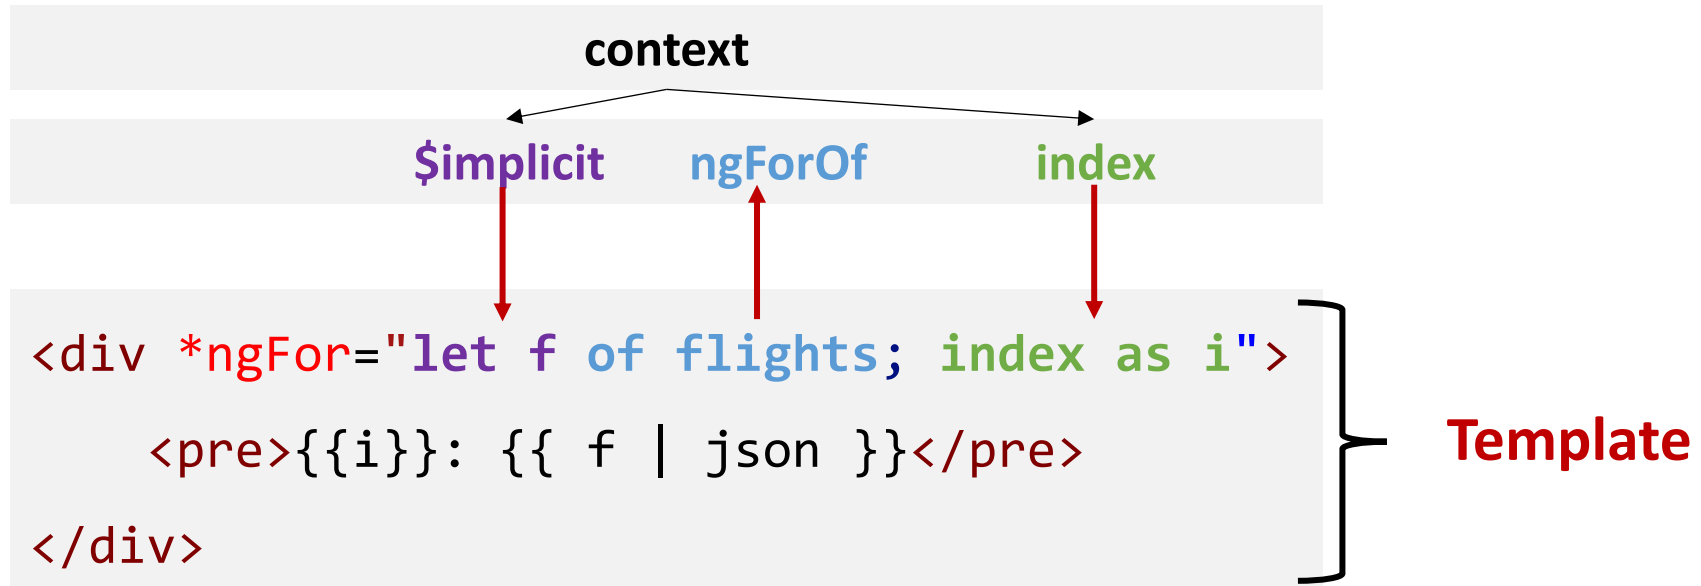 context
$implicit ngForOf index
<div *ngFor="let f of flights; index as i">
<pre>{{i}}: {{ f | json }}</pre>
</div>
Template